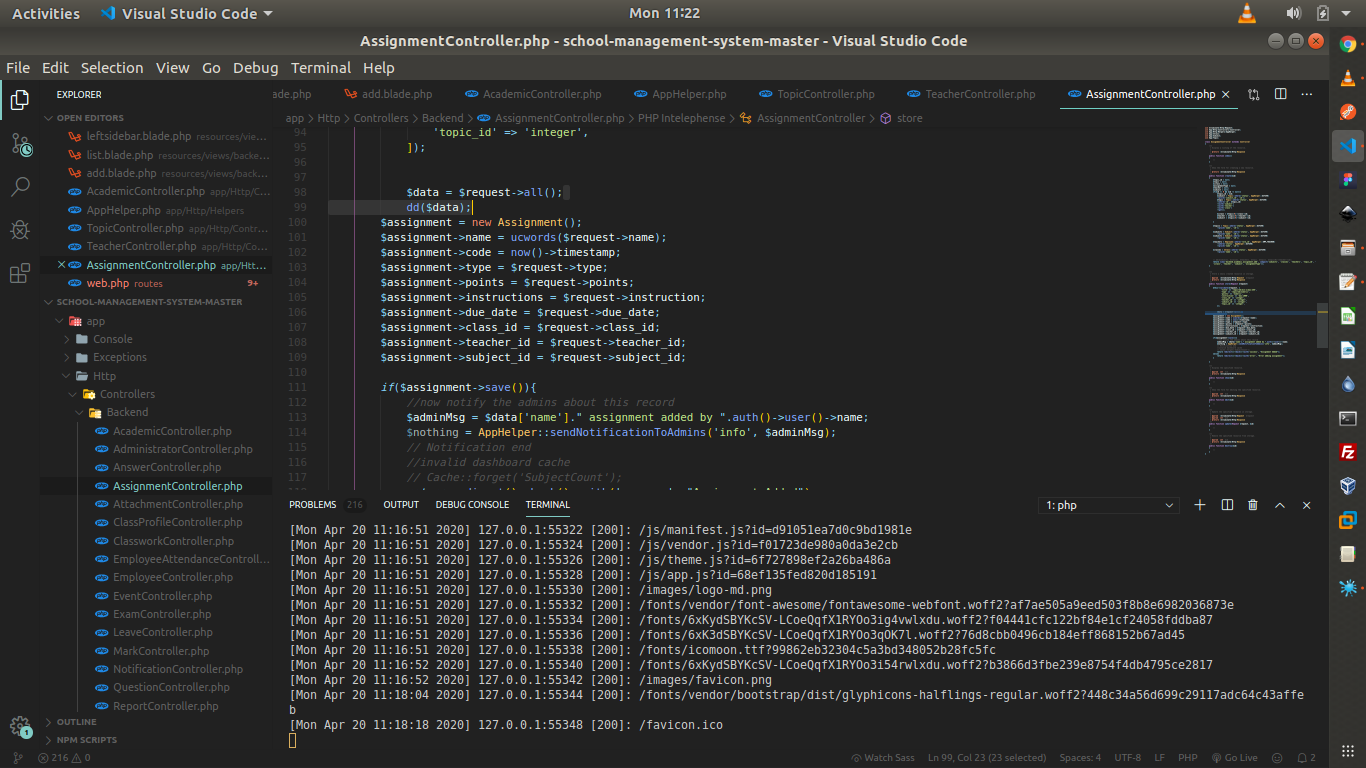 Activities
Visual Studio Code
Mon 11:22
AssignmentController.php - school-management-system-master - Visual Studio Code
File Edit Selection View Go Debug Terminal Help
EXPLORER
ade.php
add.blade.php
AcademicController.php
AppHelper.php
TopicController.php
TeacherController.php
AssignmentController.php
OPEN EDITORS
leftsidebar.blade.php resources/vie...
list.blade.php resources/views/backe...
add.blade.php resources/views/back...
AcademicController.php app/Http/C...
AppHelper.php app/Http/Helpers
TopicController.php app/Http/Contr...
TeacherController.php app/Http/Co...
AssignmentController.php app/Htt...
web.php routes 9+
SCHOOL-MANAGEMENT-SYSTEM-MASTER
app
Console
Exceptions
Http
Controllers
Backend
AcademicController.php
AdministratorController.php
AnswerController.php
AssignmentController.php
AttachmentController.php
ClassProfileController.php
ClassworkController.php
EmployeeAttendanceControll...
EmployeeController.php
EventController.php
ExamController.php
LeaveController.php
MarkController.php
NotificationController.php
QuestionController.php
ReportController.php
OUTLINE
NPM SCRIPTS
app > Http > Controllers > Backend > AssignmentController.php > PHP Intelephense > AssignmentController > store
94 'topic_id' => 'integer',
95 ]);
96
97
98 $data = $request->all();
99 dd($data);
100 $assignment = new Assignment();
101 $assignment->name = ucwords($request->name);
102 $assignment->code = now()->timestamp;
103 $assignment->type = $request->type;
104 $assignment->points = $request->points;
105 $assignment->instructions = $request->instruction;
106 $assignment->due_date = $request->due_date;
107 $assignment->class_id = $request->class_id;
108 $assignment->teacher_id = $request->teacher_id;
109 $assignment->subject_id = $request->subject_id;
110
111 if($assignment->save()){
112 //now notify the admins about this record
113 $adminMsg = $data['name']." assignment added by ".auth()->user()->name;
114 $nothing = AppHelper::sendNotificationToAdmins('info', $adminMsg);
115 // Notification end
116 //invalid dashboard cache
117 // Cache::forget('SubjectCount');
PROBLEMS 216 OUTPUT DEBUG CONSOLE TERMINAL
1: php
[Mon Apr 20 11:16:51 2020] 127.0.0.1:55322 [200]: /js/manifest.js?id=d91051ea7d0c9bd1981e
[Mon Apr 20 11:16:51 2020] 127.0.0.1:55324 [200]: /js/vendor.js?id=f01723de980a0da3e2cb
[Mon Apr 20 11:16:51 2020] 127.0.0.1:55326 [200]: /js/theme.js?id=6f727898ef2a26ba486a
[Mon Apr 20 11:16:51 2020] 127.0.0.1:55328 [200]: /js/app.js?id=68ef135fed820d185191
[Mon Apr 20 11:16:51 2020] 127.0.0.1:55330 [200]: /images/logo-md.png
[Mon Apr 20 11:16:51 2020] 127.0.0.1:55332 [200]: /fonts/vendor/font-awesome/fontawesome-webfont.woff2?af7ae505a9eed503f8b8e6982036873e
[Mon Apr 20 11:16:51 2020] 127.0.0.1:55334 [200]: /fonts/6xKydSBYKcSV-LCoeQqfX1RYOo3ig4vwlxdu.woff2?f04441cfc122bf84e1cf24058fddba87
[Mon Apr 20 11:16:51 2020] 127.0.0.1:55336 [200]: /fonts/6xK3dSBYKcSV-LCoeQqfX1RYOo3qOK7l.woff2?76d8cbb0496cb184eff868152b67ad45
[Mon Apr 20 11:16:51 2020] 127.0.0.1:55338 [200]: /fonts/icomoon.ttf?99862eb32304c5a3bd348052b28fc5fc
[Mon Apr 20 11:16:52 2020] 127.0.0.1:55340 [200]: /fonts/6xKydSBYKcSV-LCoeQqfX1RYOo3i54rwlxdu.woff2?b3866d3fbe239e8754f4db4795ce2817
[Mon Apr 20 11:16:52 2020] 127.0.0.1:55342 [200]: /images/favicon.png
[Mon Apr 20 11:18:04 2020] 127.0.0.1:55344 [200]: /fonts/vendor/bootstrap/dist/glyphicons-halflings-regular.woff2?448c34a56d699c29117adc64c43affe
b
[Mon Apr 20 11:18:18 2020] 127.0.0.1:55348 [200]: /favicon.ico
216 0
Watch Sass
Ln 99, Col 23 (23 selected)
Spaces: 4
UTF-8
LF
PHP
Go Live
2